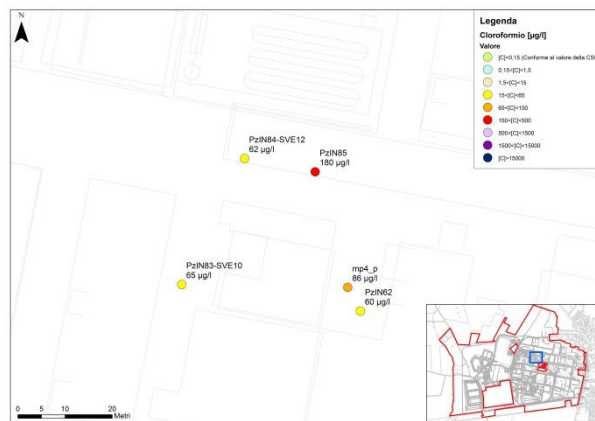 N
Legenda
Cloroformio [µg/l]
Valore
[C]<0,15 (Conforme al valore della CSC
0,15<[C]<1,5
1.5<[C]<15
15<[C]<65
65<[C]<150
150<[C]<500
500<[C]<1500
1500<[C]<15000
[C]>15000
PzIN84-SVE12
62 µg/l
PzIN85
180 µg/l
PzIN83-SVE10
65 µg/l
mp4_p
86 µg/l
PzIN62
60 µg/l
0 5 10 20
Metri